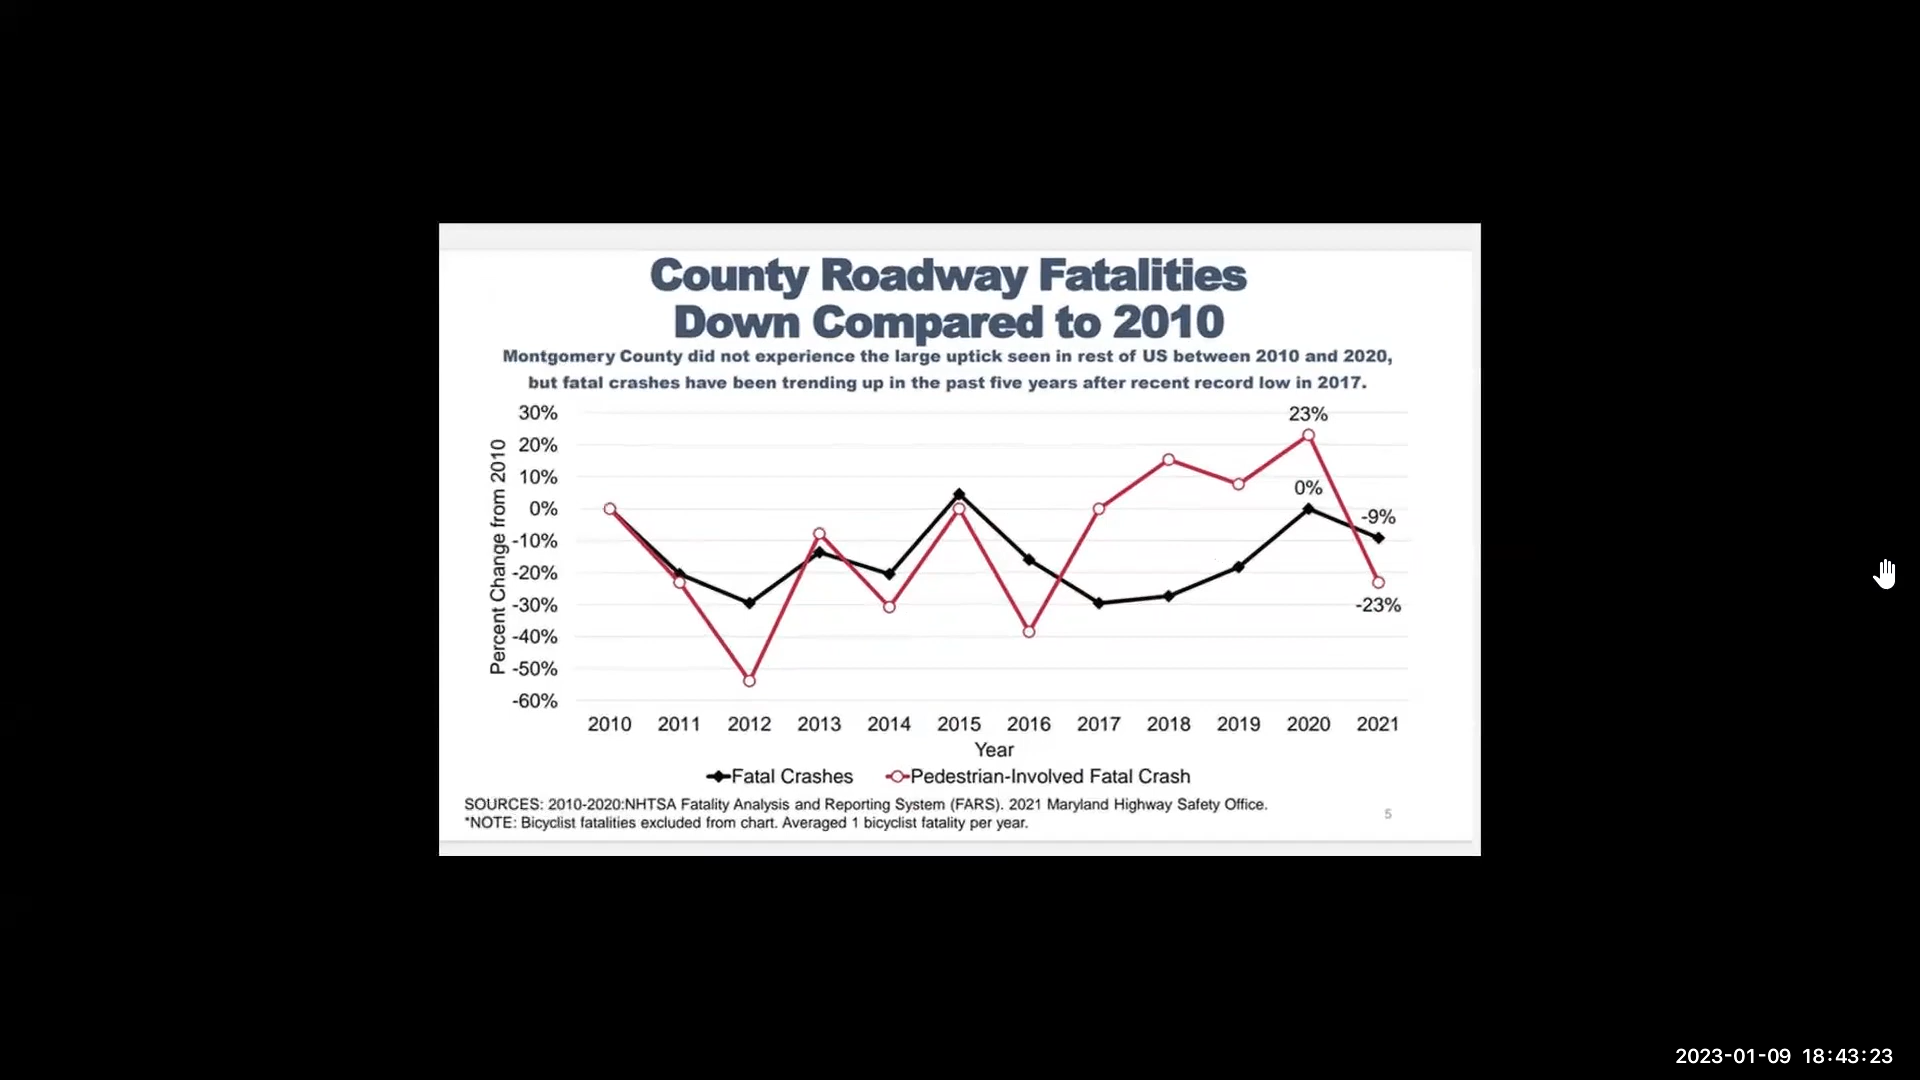 County Roadway Fatalities
Down Compared to 2010
Montgomery County did not experience the large uptick seen in rest of US between 2010 and 2020,
but fatal crashes have been trending up in the past five years after recent record low in 2017.
Percent Change from 2010
30%
20%
10%
0%
-10%
-20%
-30%
-40%
-50%
-60%
23%
0%
-9%
-23%
2010 2011 2012 2013 2014 2015 2016 2017 2018 2019 2020 2021
Year
Fatal Crashes Pedestrian-Involved Fatal Crash
SOURCES: 2010-2020:NHTSA Fatality Analysis and Reporting System (FARS). 2021 Maryland Highway Safety Office.
*NOTE: Bicyclist fatalities excluded from chart. Averaged 1 bicyclist fatality per year.
5
2023-01-09 18:43:23